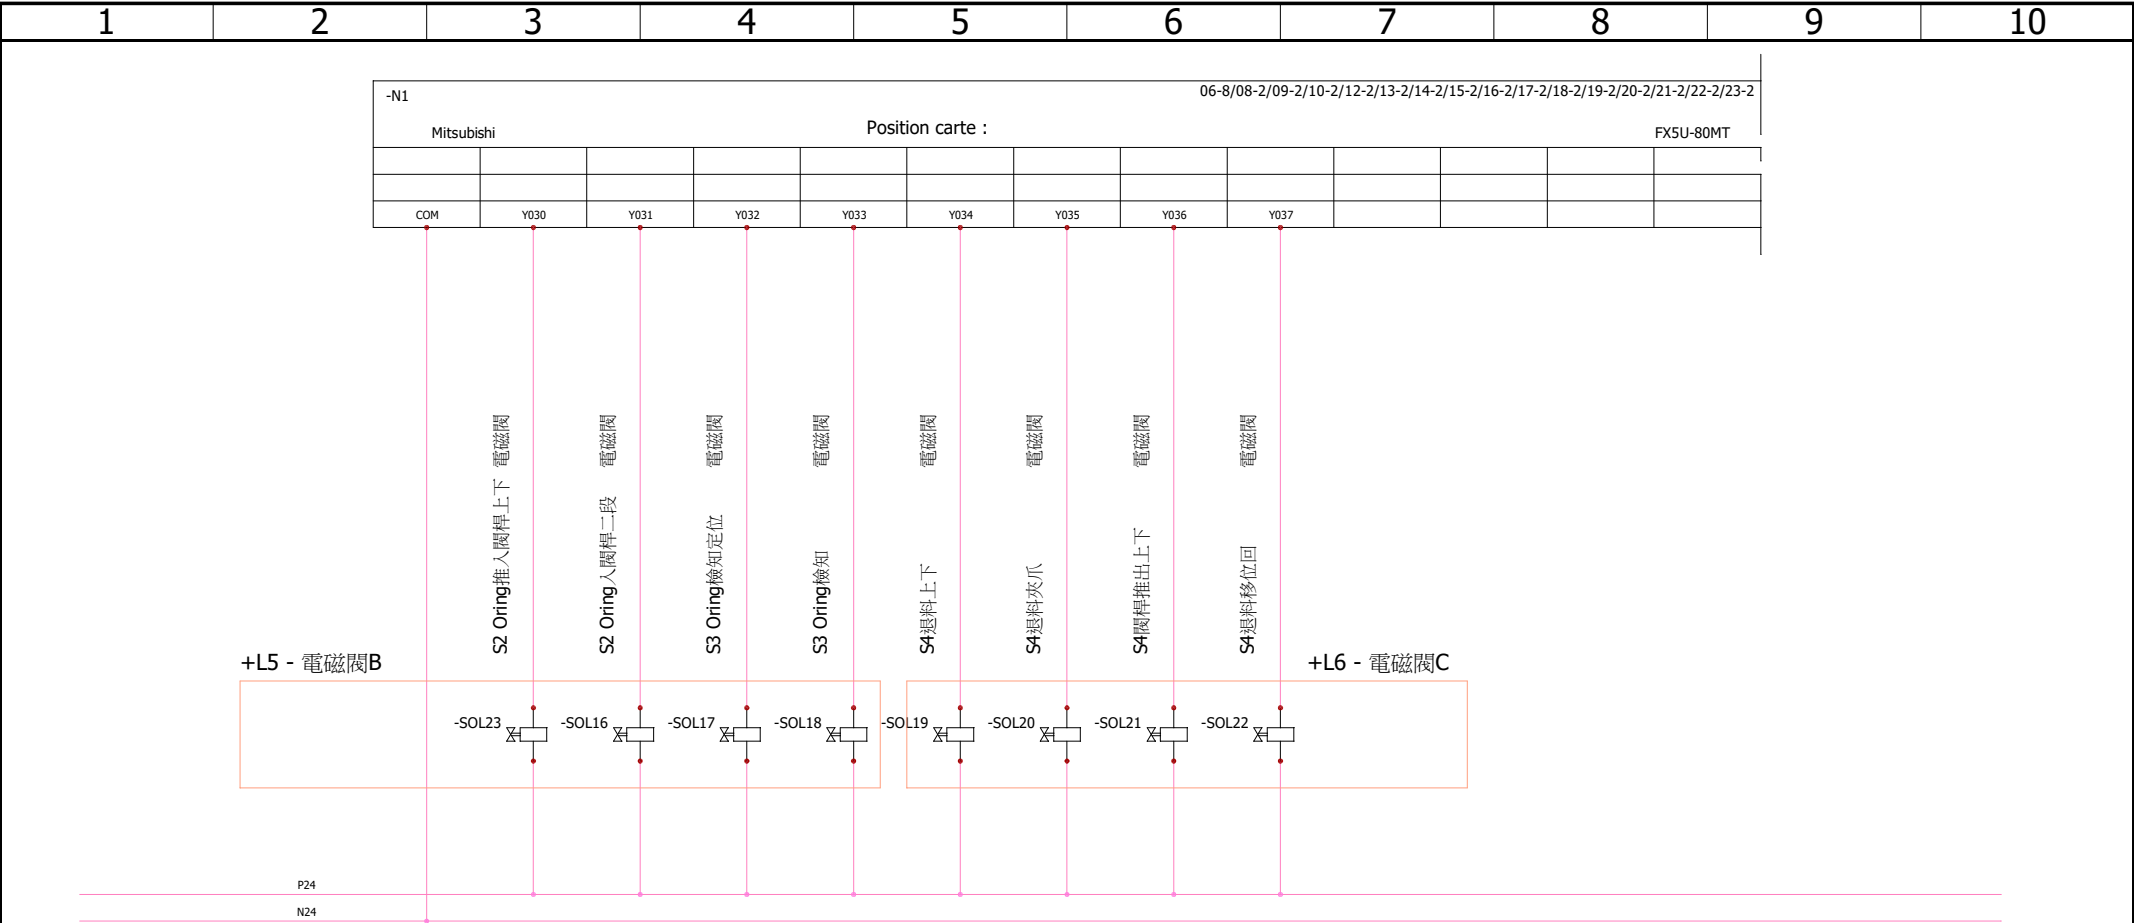 1 2 3 4 5 6 7 8 9 10
-N1 06-8/08-2/09-2/10-2/12-2/13-2/14-2/15-2/16-2/17-2/18-2/19-2/20-2/21-2/22-2/23-2
Mitsubishi Position carte : FX5U-80MT
COM Y030 Y031 Y032 Y033 Y034 Y035 Y036 Y037
S2 Oring推入閥桿上下 電磁閥
S2 Oring入閥桿二段 電磁閥
S3 Oring檢知定位 電磁閥
S3 Oring檢知 電磁閥
S4退料上下 電磁閥
S4退料夾爪 電磁閥
S4閥桿推出上下 電磁閥
S4退料移位回 電磁閥
+L5 - 電磁閥B +L6 - 電磁閥C
-SOL23 -SOL16 -SOL17 -SOL18 -SOL19 -SOL20 -SOL21 -SOL22
P24
N24